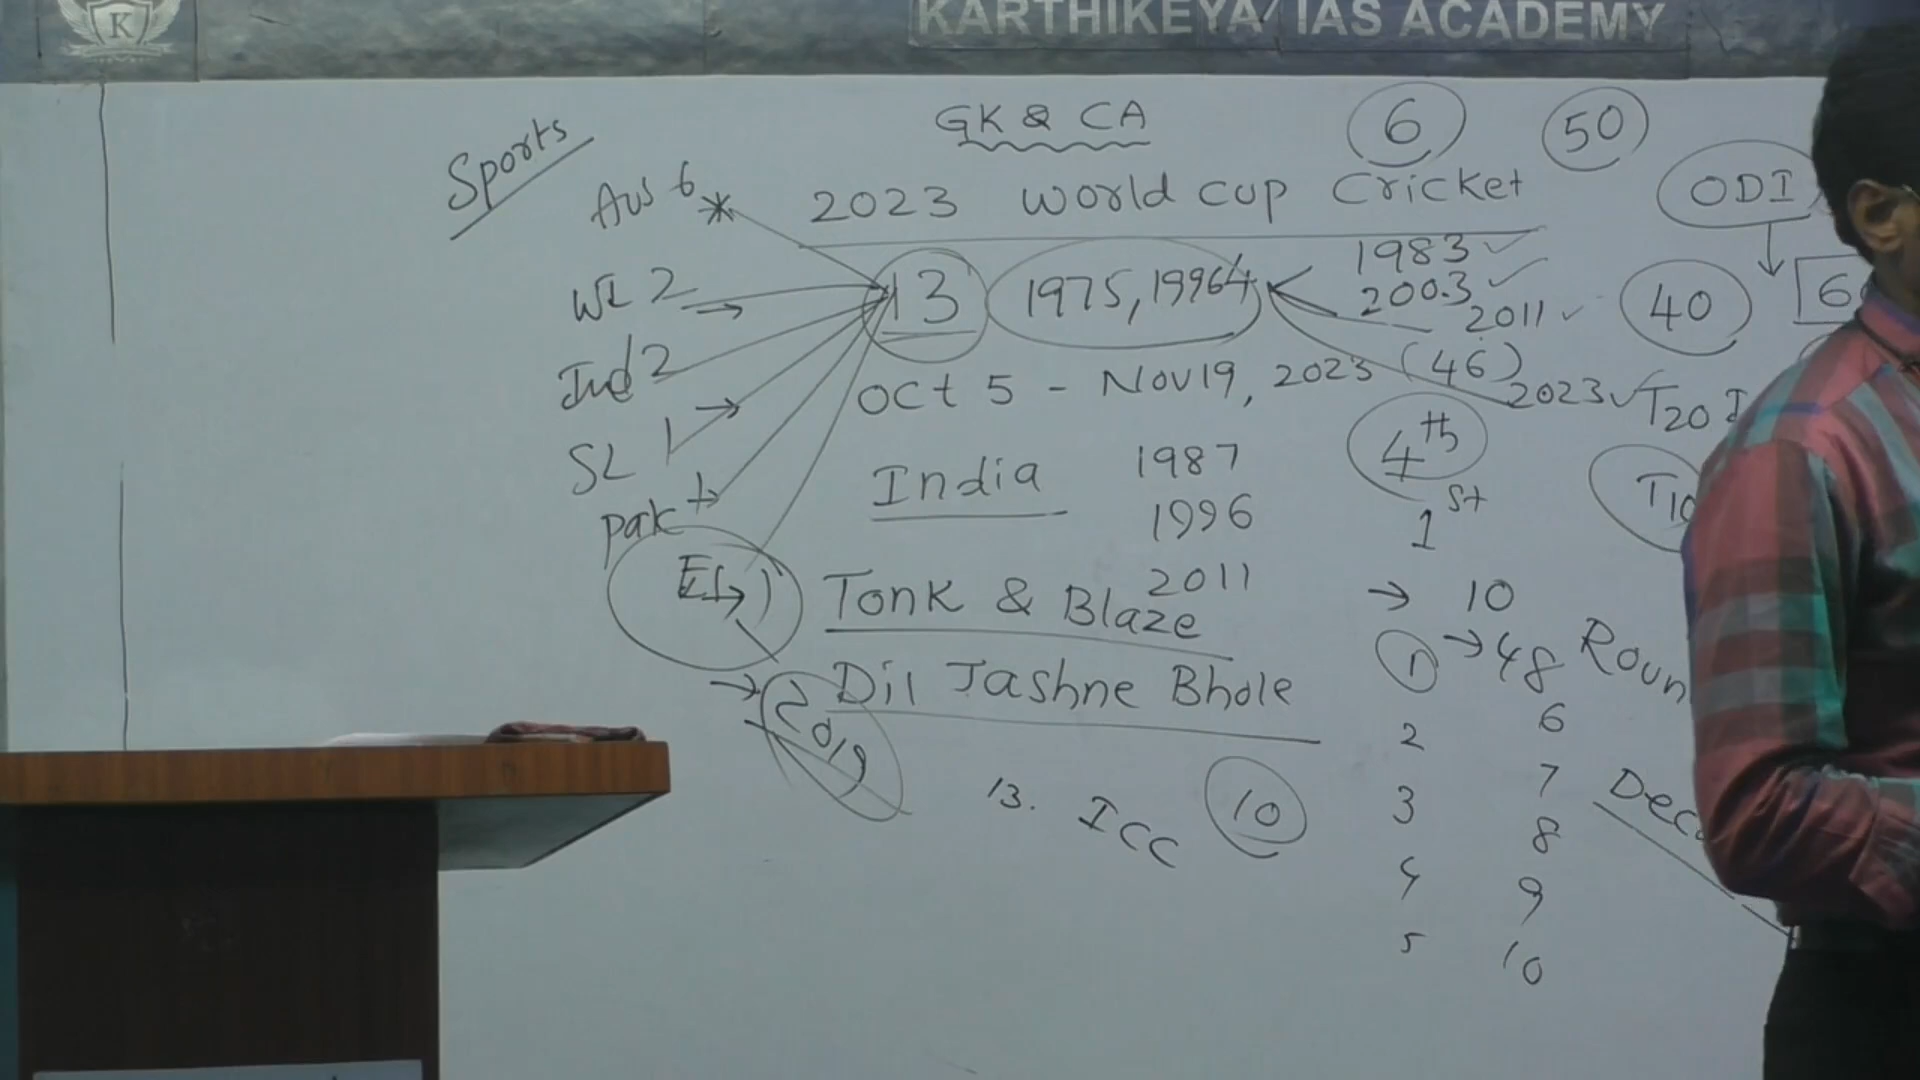 K
KARTHIKEYA IAS ACADEMY
GK & CA
6
50
Sports
ODI
Aus 6 *
2023 World cup Cricket
WI 2
13
1975, 1996
1983 ✓
2003 ✓
2011 ✓
40
6
Ind 2
Oct 5 - Nov 19, 2023 (46)
2023 ✓
T20 I
SL 1
India
1987
4th
Pak 1
1996
1st
T10
2011
Tonk & Blaze
→ 10
① → 48
Roun
→ Dil Jashne Bhole
2019
2
6
3
7
Dec
13. ICC
10
4
8
5
9
10